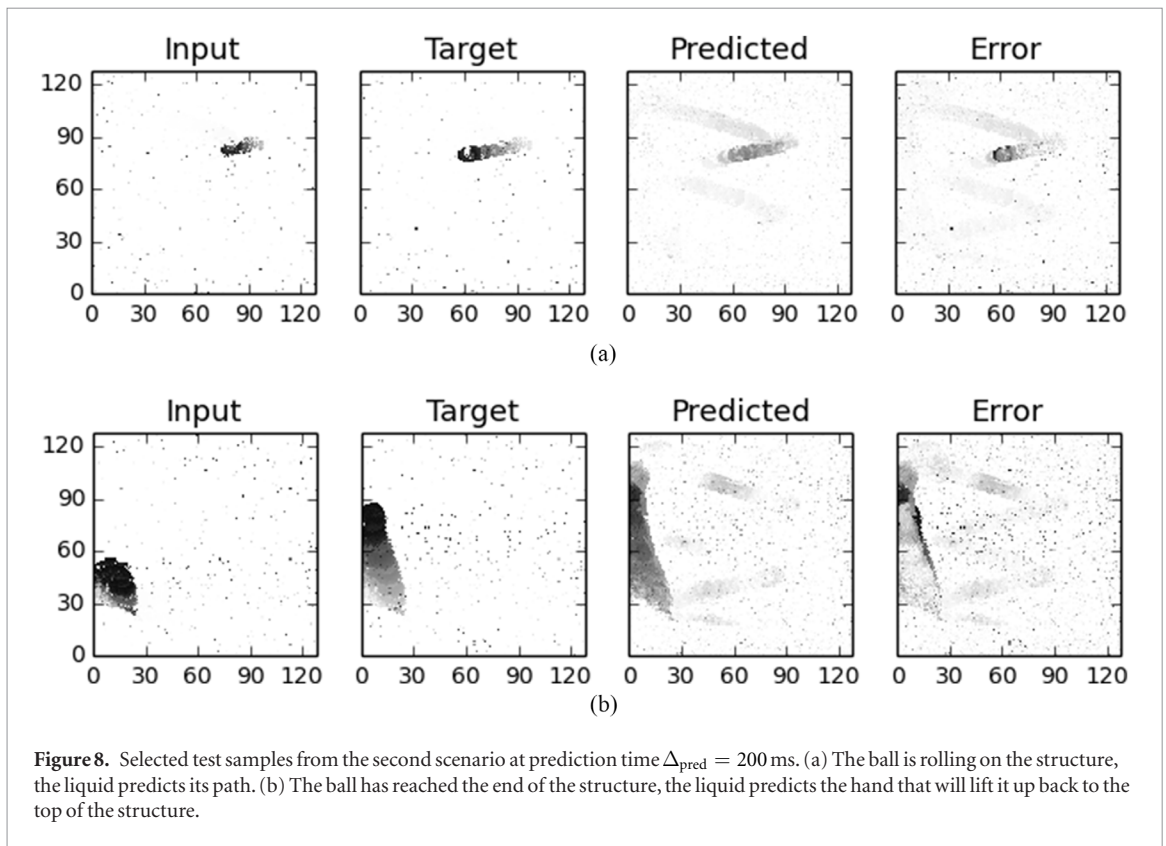 Input Target Predicted Error
120
90
60
30
0
0 30 60 90 120 0 30 60 90 120 0 30 60 90 120 0 30 60 90 120
(a)
Input Target Predicted Error
120
90
60
30
0
0 30 60 90 120 0 30 60 90 120 0 30 60 90 120 0 30 60 90 120
(b)
Figure 8. Selected test samples from the second scenario at prediction time Δpred = 200 ms. (a) The ball is rolling on the structure,
the liquid predicts its path. (b) The ball has reached the end of the structure, the liquid predicts the hand that will lift it up back to the
top of the structure.